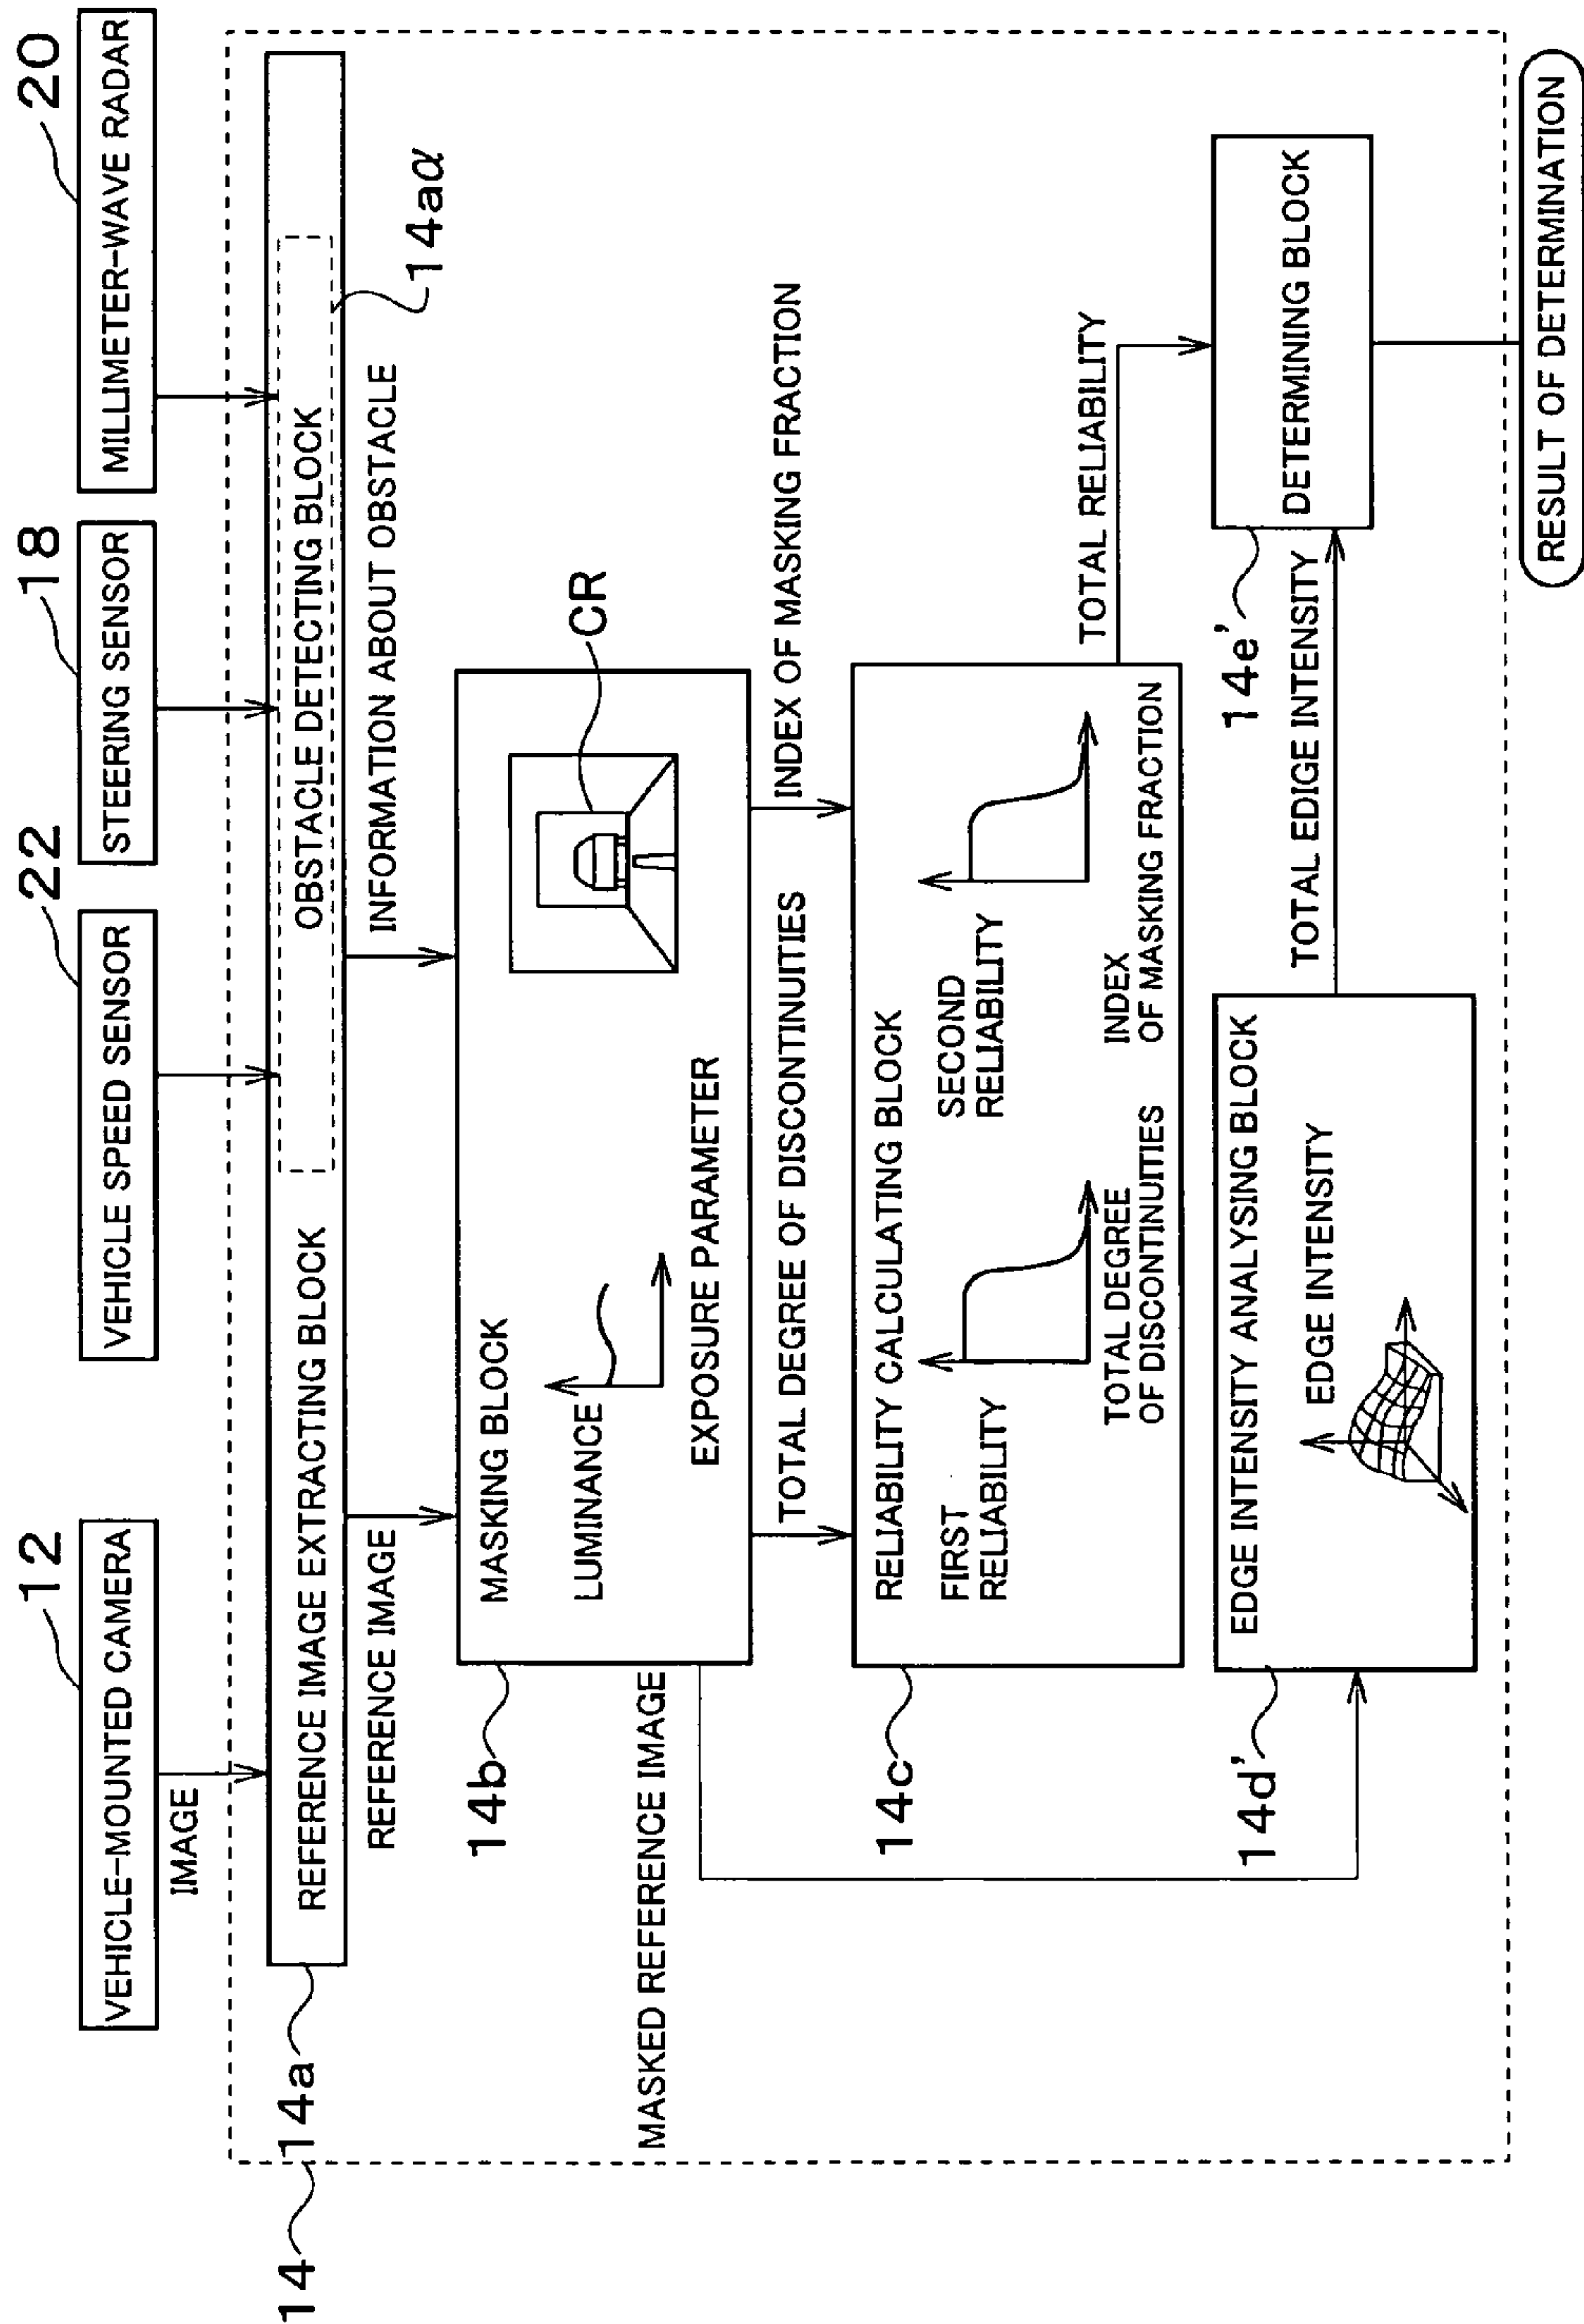 12
22
18
20
VEHICLE-MOUNTED CAMERA
VEHICLE SPEED SENSOR
STEERING SENSOR
MILLIMETER-WAVE RADAR
IMAGE
14
14a
REFERENCE IMAGE EXTRACTING BLOCK
OBSTACLE DETECTING BLOCK
14aα
REFERENCE IMAGE
INFORMATION ABOUT OBSTACLE
14b
MASKING BLOCK
LUMINANCE
EXPOSURE PARAMETER
CR
MASKED REFERENCE IMAGE
TOTAL DEGREE OF DISCONTINUITIES
INDEX OF MASKING FRACTION
14c
RELIABILITY CALCULATING BLOCK
FIRST
RELIABILITY
TOTAL DEGREE
OF DISCONTINUITIES
SECOND
RELIABILITY
INDEX
OF MASKING FRACTION
TOTAL RELIABILITY
14d'
EDGE INTENSITY ANALYSING BLOCK
EDGE INTENSITY
TOTAL EDIGE INTENSITY
14e'
DETERMINING BLOCK
RESULT OF DETERMINATION